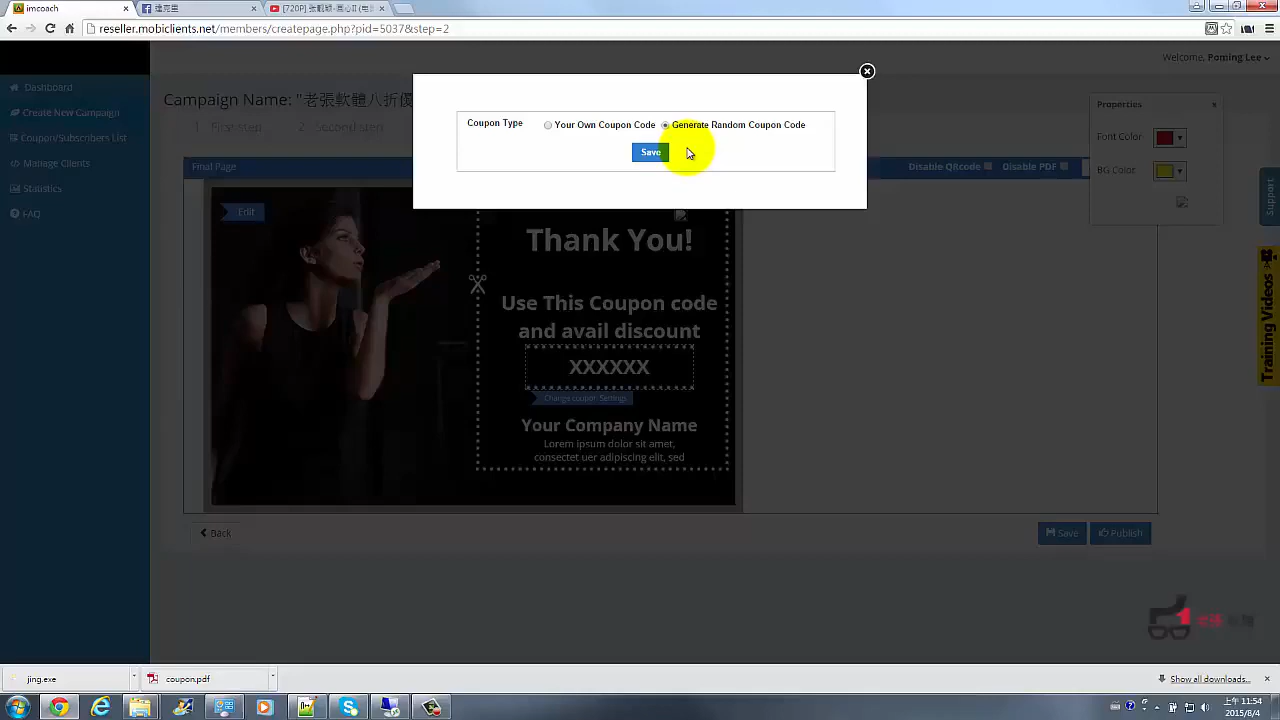 imcoach
[720P]
reseller.mobiclients.net/members/createpage.php?pid=5037&step=2
Welcome, Poming Lee
Dashboard
Create New Campaign
Coupon/Subscribers List
Manage Clients
Statistics
FAQ
Campaign Name: "老張軟體八折優
1. First step
2. Second step
Coupon Type
Your Own Coupon Code
Generate Random Coupon Code
Save
Properties
Font Color
BG Color
Final Page
Disable QRcode
Disable PDF
Edit
Thank You!
Use This Coupon code
and avail discount
XXXXXX
Change coupon Settings
Your Company Name
Lorem ipsum dolor sit amet,
consectet uer adipiscing elit, sed
Back
Save
Publish
Support
Training Videos
jing.exe
coupon.pdf
Show all downloads...
上午 11:54
2015/8/4